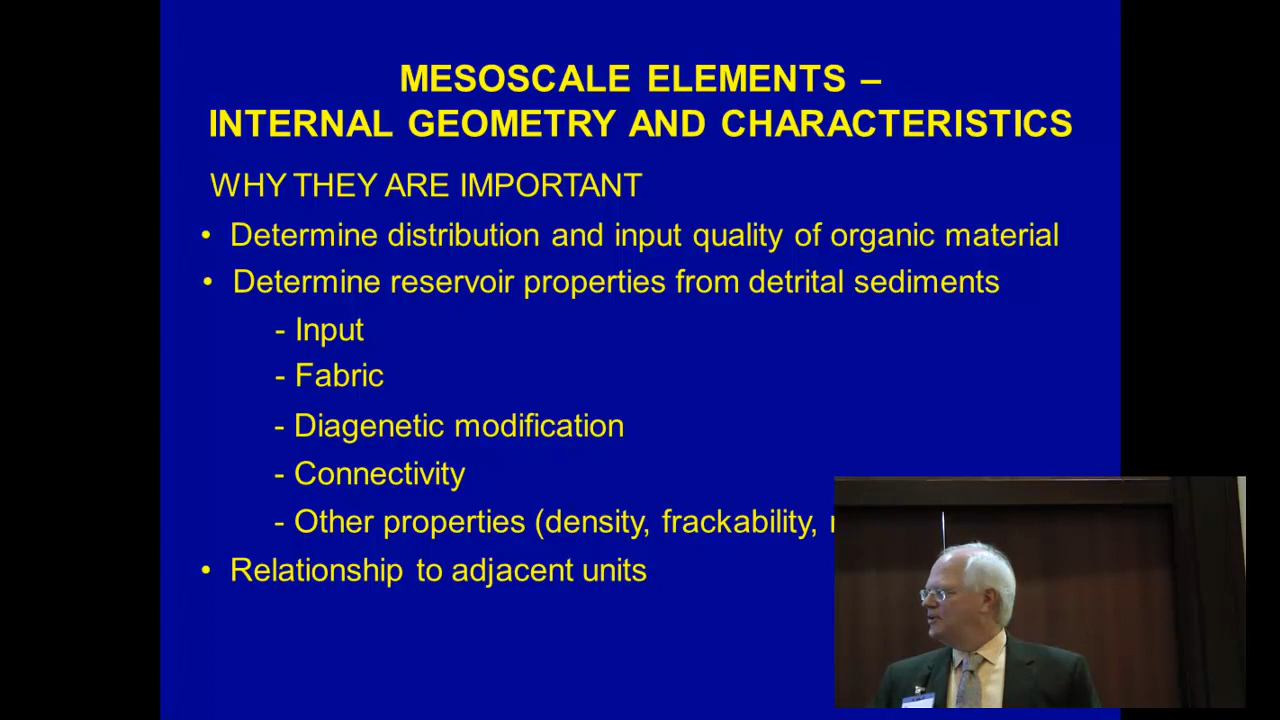 MESOSCALE ELEMENTS –
INTERNAL GEOMETRY AND CHARACTERISTICS
WHY THEY ARE IMPORTANT
• Determine distribution and input quality of organic material
• Determine reservoir properties from detrital sediments
- Input
- Fabric
- Diagenetic modification
- Connectivity
- Other properties (density, frackability,
• Relationship to adjacent units